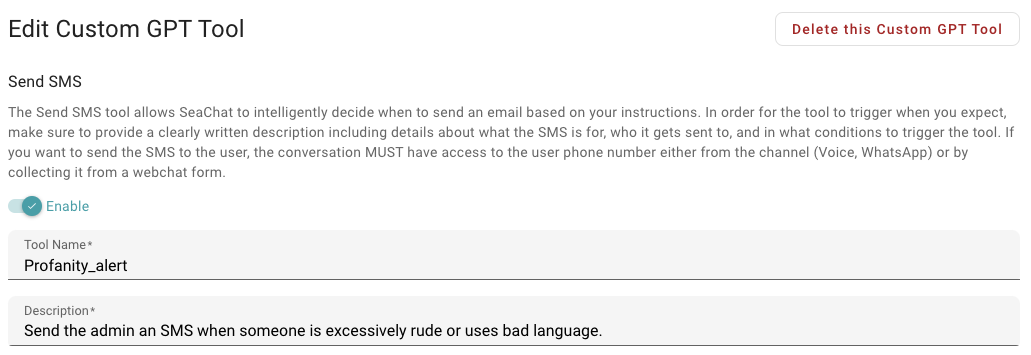 Edit Custom GPT Tool
Delete this Custom GPT Tool
Send SMS
The Send SMS tool allows SeaChat to intelligently decide when to send an email based on your instructions. In order for the tool to trigger when you expect,
make sure to provide a clearly written description including details about what the SMS is for, who it gets sent to, and in what conditions to trigger the tool. If
you want to send the SMS to the user, the conversation MUST have access to the user phone number either from the channel (Voice, WhatsApp) or by
collecting it from a webchat form.
Enable
Tool Name*
Profanity_alert
Description*
Send the admin an SMS when someone is excessively rude or uses bad language.